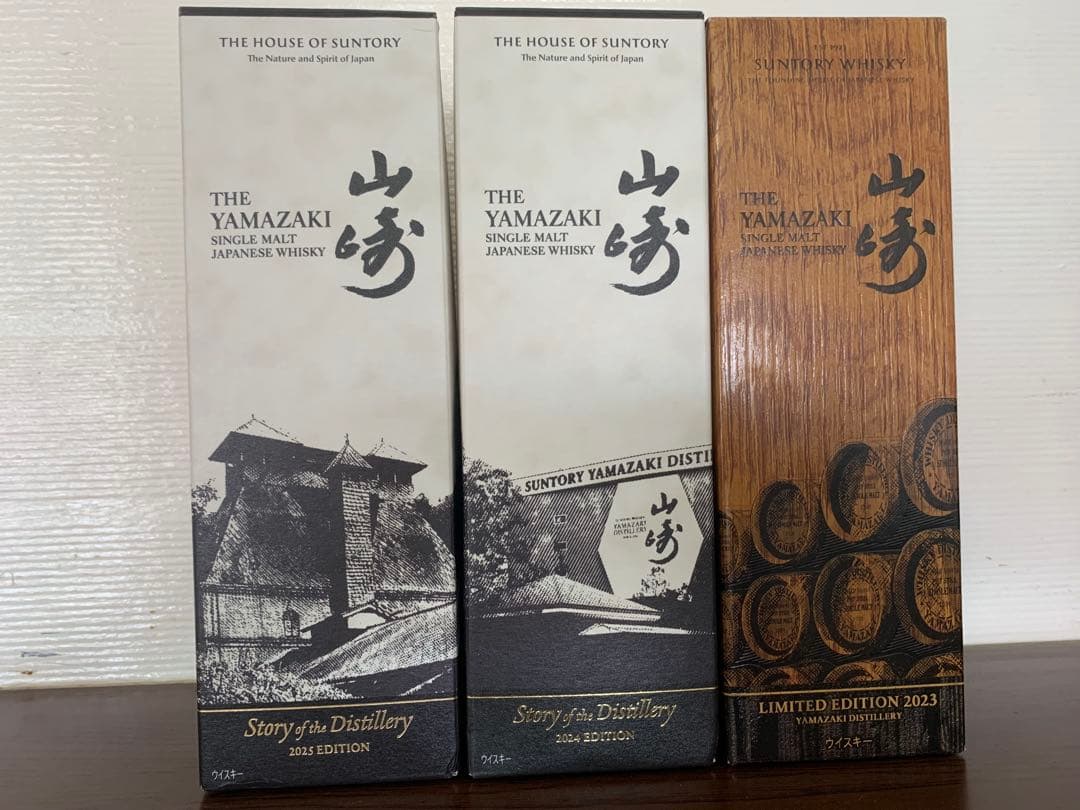 THE HOUSE OF SUNTORY
The Nature and Spirit of Japan
THE
YAMAZAKI
SINGLE MALT
JAPANESE WHISKY
山崎
Story of the Distillery
2025 EDITION
ウイスキー
THE HOUSE OF SUNTORY
The Nature and Spirit of Japan
THE
YAMAZAKI
SINGLE MALT
JAPANESE WHISKY
山崎
SUNTORY YAMAZAKI DISTI
YAMAZAKI
DISTILLERY
山崎
Story of the Distillery
2024 EDITION
ウイスキー
SUNTORY WHISKY
THE
YAMAZAKI
SINGLE MALT
JAPANESE WHISKY
山崎
LIMITED EDITION 2023
YAMAZAKI DISTILLERY
ウイスキー